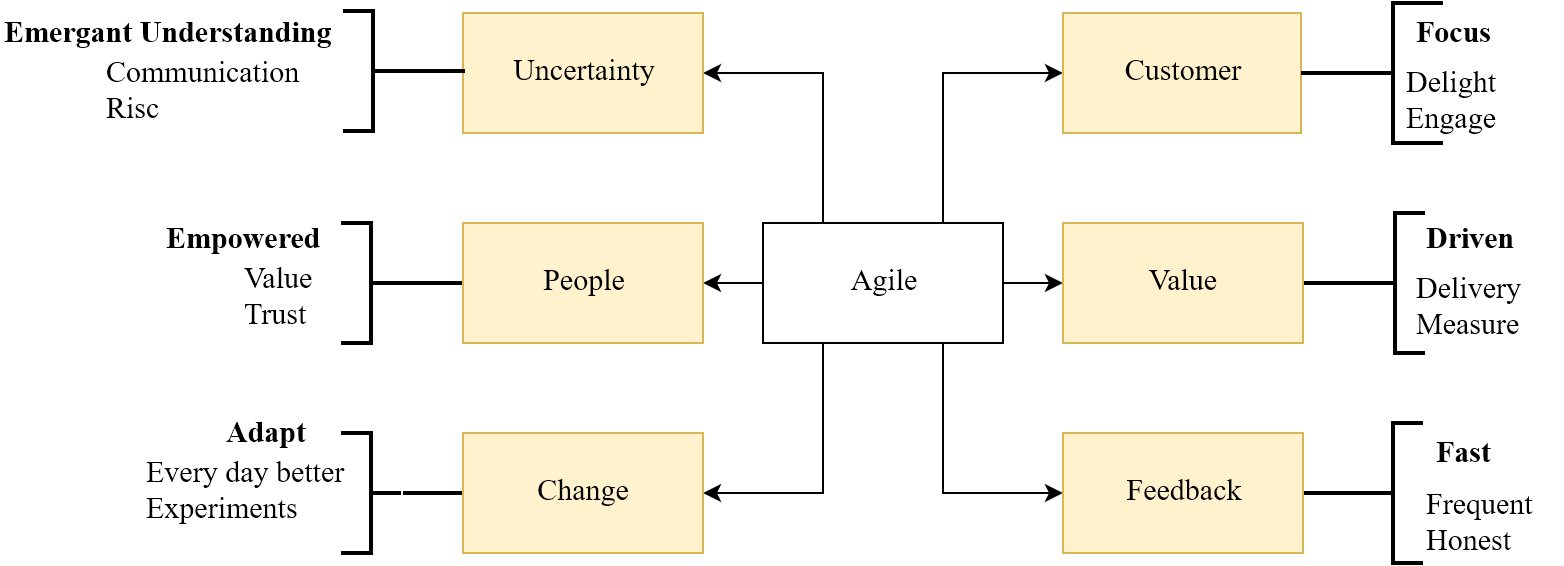 Emergant Understanding
Communication
Risc
Uncertainty
Customer
Focus
Delight
Engage
Empowered
Value
Trust
People
Agile
Value
Driven
Delivery
Measure
Adapt
Every day better
Experiments
Change
Feedback
Fast
Frequent
Honest